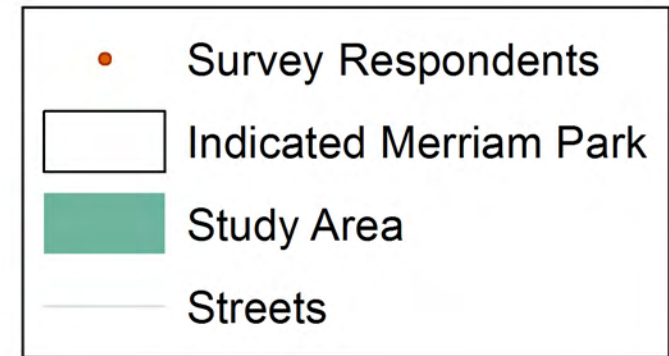 Survey Respondents
Indicated Merriam Park
Study Area
Streets